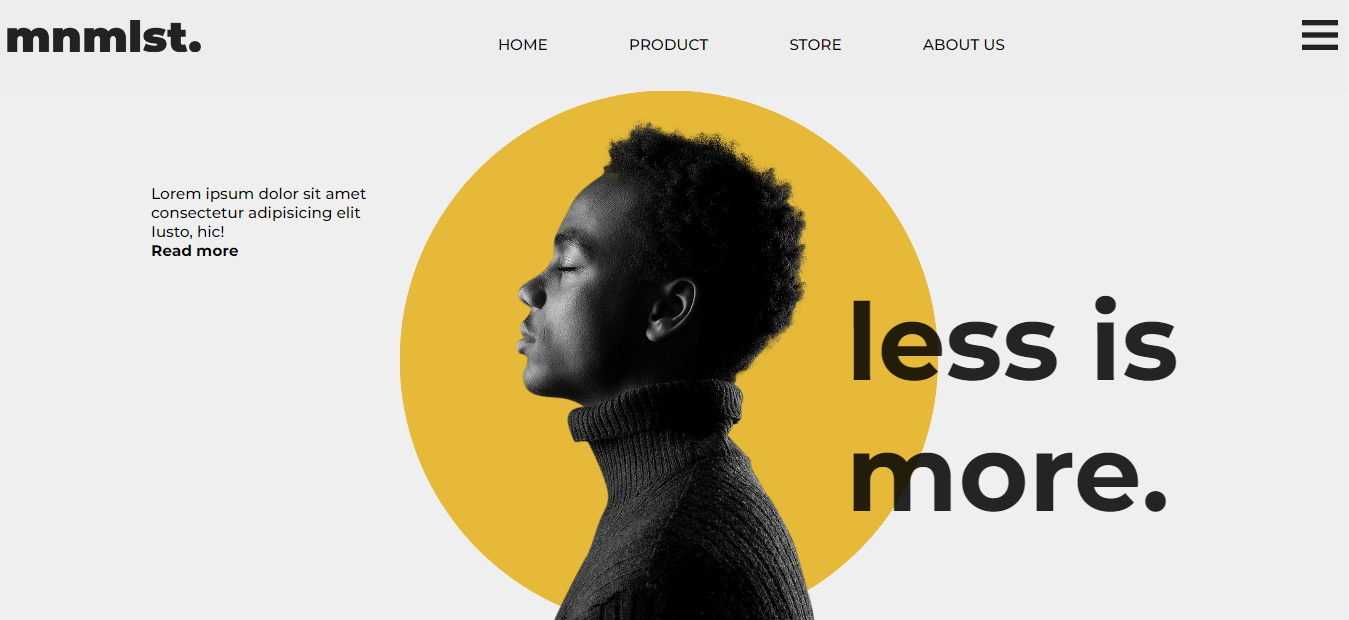 mnmlst.
HOME PRODUCT STORE ABOUT US
Lorem ipsum dolor sit amet
consectetur adipisicing elit
Iusto, hic!
Read more
less is
more.